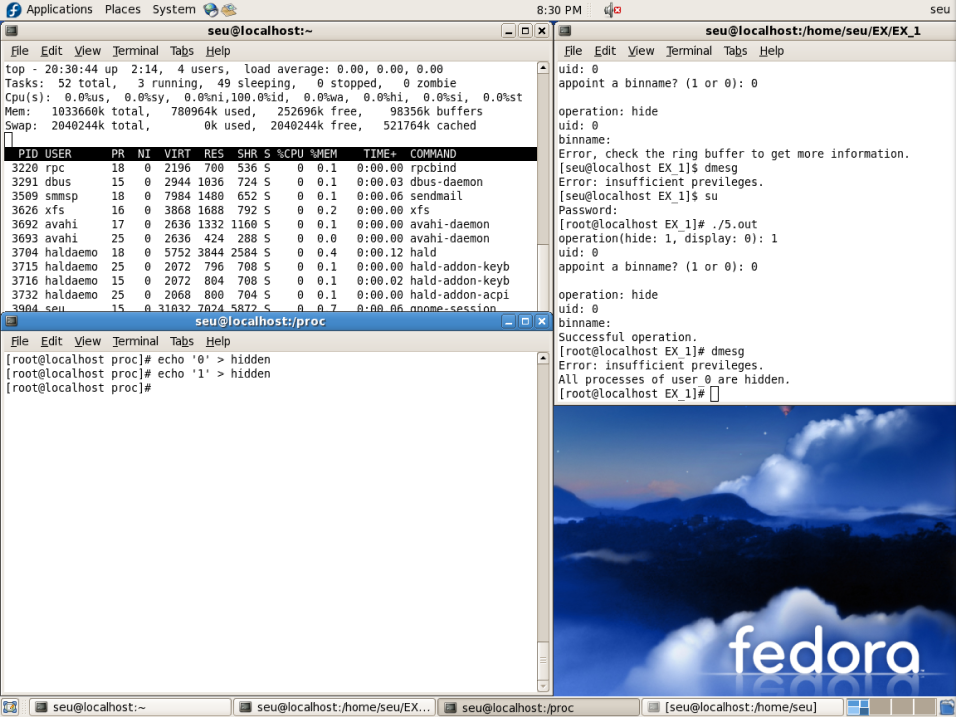 Applications Places System 8:30 PM seu
seu@localhost:~
File Edit View Terminal Tabs Help
top - 20:30:44 up  2:14,  4 users,  load average: 0.00, 0.00, 0.00
Tasks:  52 total,   3 running,  49 sleeping,   0 stopped,   0 zombie
Cpu(s):  0.0%us,  0.0%sy,  0.0%ni,100.0%id,  0.0%wa,  0.0%hi,  0.0%si,  0.0%st
Mem:   1033660k total,   780964k used,   252696k free,    98356k buffers
Swap:  2040244k total,        0k used,  2040244k free,   521764k cached
PID USER      PR  NI  VIRT  RES  SHR S %CPU %MEM    TIME+  COMMAND
3220 rpc       18   0  2196  700  536 S    0  0.1   0:00.00 rpcbind
3291 dbus      15   0  2944 1036  724 S    0  0.1   0:00.03 dbus-daemon
3509 smmsp     18   0  7984 1480  652 S    0  0.1   0:00.06 sendmail
3626 xfs       16   0  3868 1688  792 S    0  0.2   0:00.06 xfs
3692 avahi     17   0  2636 1332 1160 S    0  0.1   0:00.00 avahi-daemon
3693 avahi     25   0  2636  424  288 S    0  0.0   0:00.00 avahi-daemon
3704 haldaemo  18   0  5752 3844 2584 S    0  0.4   0:00.12 hald
3715 haldaemo  25   0  2072  796  708 S    0  0.1   0:00.00 hald-addon-keyb
3716 haldaemo  15   0  2072  804  708 S    0  0.1   0:00.02 hald-addon-keyb
3732 haldaemo  25   0  2068  800  704 S    0  0.1   0:00.00 hald-addon-acpi
3904 seu       15   0 31032 7024 5872 S    0  0.7   0:00.06 gnome-session
seu@localhost:/proc
File Edit View Terminal Tabs Help
[root@localhost proc]# echo '0' > hidden
[root@localhost proc]# echo '1' > hidden
[root@localhost proc]#
seu@localhost:/home/seu/EX/EX_1
File Edit View Terminal Tabs Help
uid: 0
appoint a binname? (1 or 0): 0
operation: hide
uid: 0
binname:
Error, check the ring buffer to get more information.
[seu@localhost EX_1]$ dmesg
Error: insufficient previleges.
[seu@localhost EX_1]$ su
Password:
[root@localhost EX_1]# ./5.out
operation(hide: 1, display: 0): 1
uid: 0
appoint a binname? (1 or 0): 0
operation: hide
uid: 0
binname:
Successful operation.
[root@localhost EX_1]# dmesg
Error: insufficient previleges.
All processes of user_0 are hidden.
[root@localhost EX_1]#
fedora
seu@localhost:~ seu@localhost:/home/seu/EX... seu@localhost:/proc [seu@localhost:/home/seu]